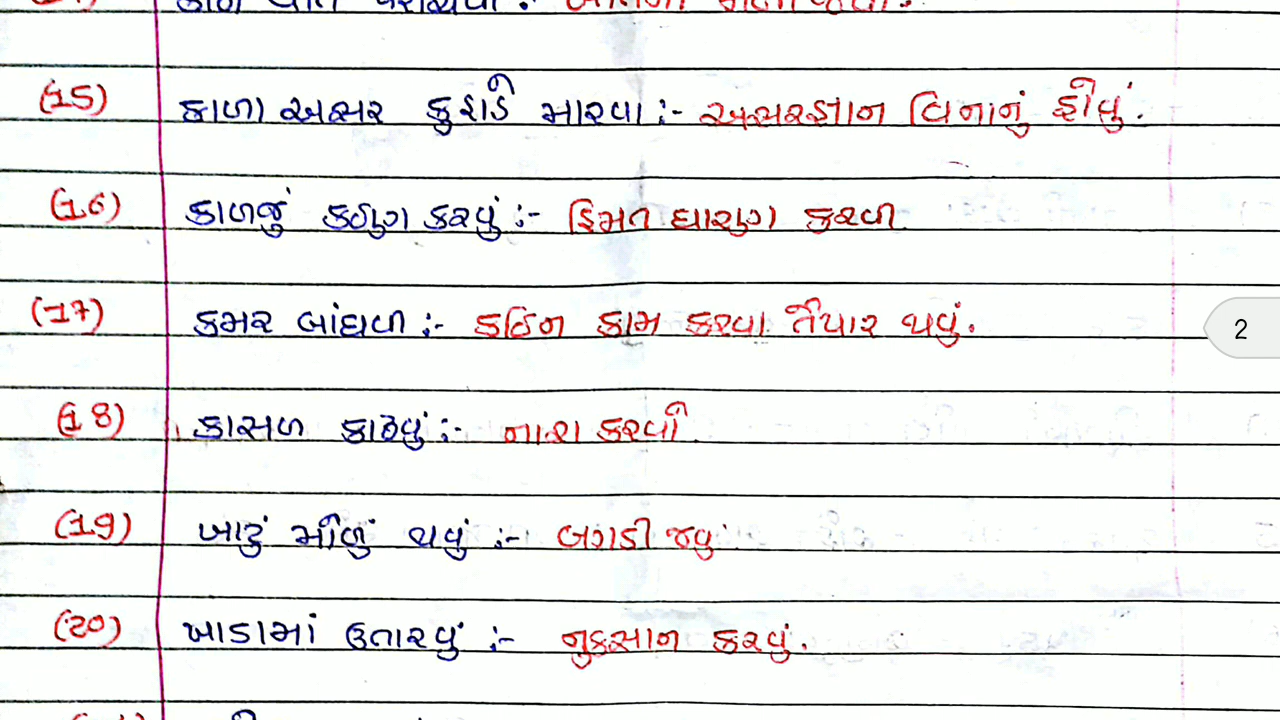 (15) કાળા અક્ષર કુહાડે મારવા :- અક્ષરજ્ઞાન વિનાનું હોવું.
(16) કાળજું કઠણ કરવું :- હિંમત ધારણ કરવી
(17) કમર બાંધવી :- કઠિન કામ કરવા તૈયાર થવું.
2
(18) કાસળ કાઢવું :- નાશ કરવો
(19) ખાટું મોળું થવું :- બગડી જવું
(20) ખાડામાં ઉતારવું :- નુકસાન કરવું.